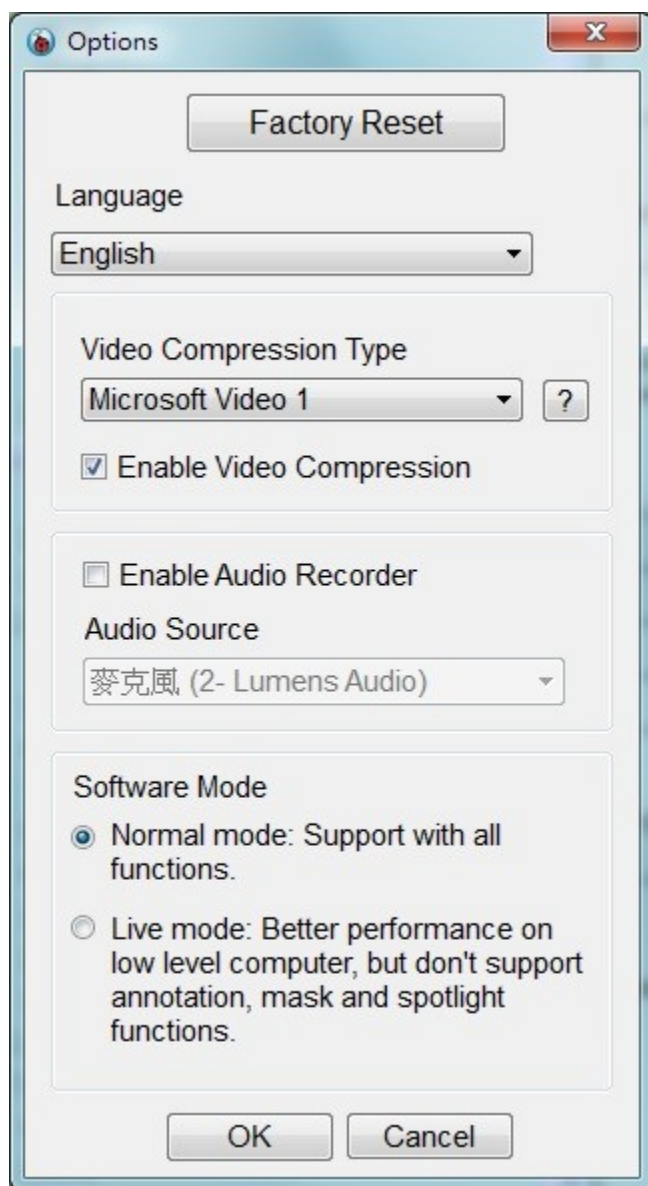 Options
Factory Reset
Language
English
Video Compression Type
Microsoft Video 1
?
Enable Video Compression
Enable Audio Recorder
Audio Source
麥克風 (2- Lumens Audio)
Software Mode
Normal mode: Support with all
functions.
Live mode: Better performance on
low level computer, but don't support
annotation, mask and spotlight
functions.
OK
Cancel